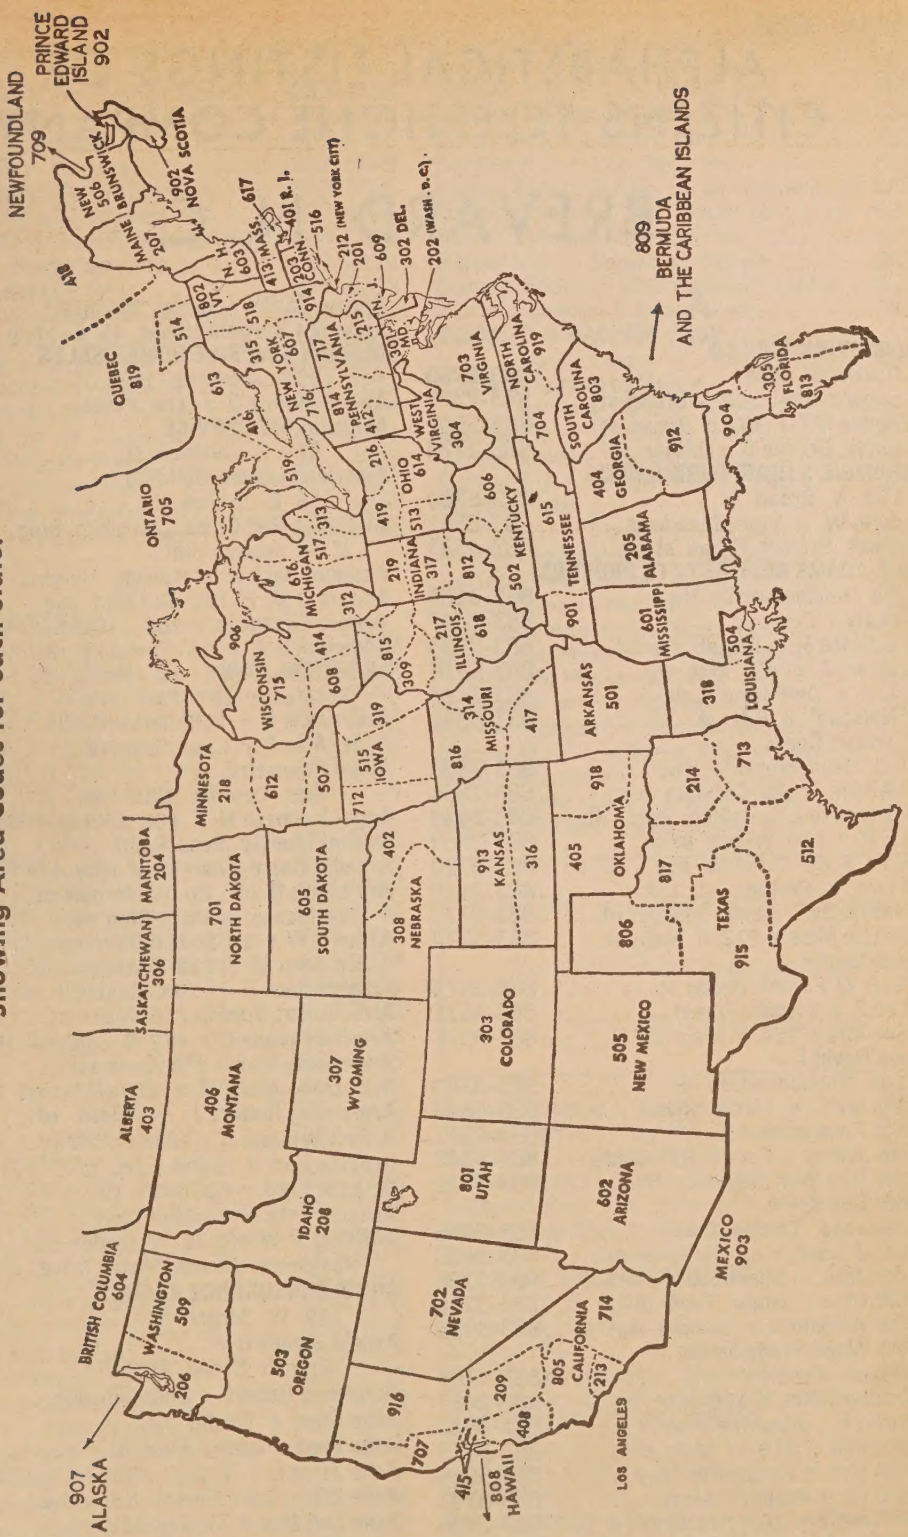 NEWFOUNDLAND
709
PRINCE
EDWARD
ISLAND
902
NEW
506
BRUNSWICK
902
NOVA SCOTIA
MAINE
207
418
QUEBEC
819
514
802
VT.
N. H.
603
413
MASS.
617
401 R. I.
203
CONN.
516
212 (NEW YORK CITY)
201
609
302 DEL.
202 (WASH. D.C.)
914
518
315
NEW YORK
607
716
717
814
PENNSYLVANIA
215
412
N.
301
MD.
613
416
519
ONTARIO
705
703
VIRGINIA
WEST
VIRGINIA
304
NORTH
CAROLINA
919
704
SOUTH
CAROLINA
803
809
BERMUDA
AND THE CARIBBEAN ISLANDS
305
FLORIDA
813
904
404
GEORGIA
912
216
OHIO
614
419
513
606
KENTUCKY
502
615
TENNESSEE
901
205
ALABAMA
601
MISSISSIPPI
504
LOUISIANA
318
313
517
616
MICHIGAN
312
906
219
INDIANA
317
812
815
217
ILLINOIS
309
618
WISCONSIN
715
414
608
MINNESOTA
218
612
507
319
515
IOWA
712
314
MISSOURI
816
417
ARKANSAS
501
MANITOBA
204
701
NORTH DAKOTA
605
SOUTH DAKOTA
402
308
NEBRASKA
913
KANSAS
316
918
405
OKLAHOMA
214
713
817
806
TEXAS
512
915
SASKATCHEWAN
306
ALBERTA
403
406
MONTANA
307
WYOMING
303
COLORADO
505
NEW MEXICO
IDAHO
208
801
UTAH
602
ARIZONA
MEXICO
903
BRITISH COLUMBIA
604
WASHINGTON
509
206
503
OREGON
702
NEVADA
916
707
415
209
408
805
CALIFORNIA
714
213
LOS ANGELES
808
HAWAII
907
ALASKA